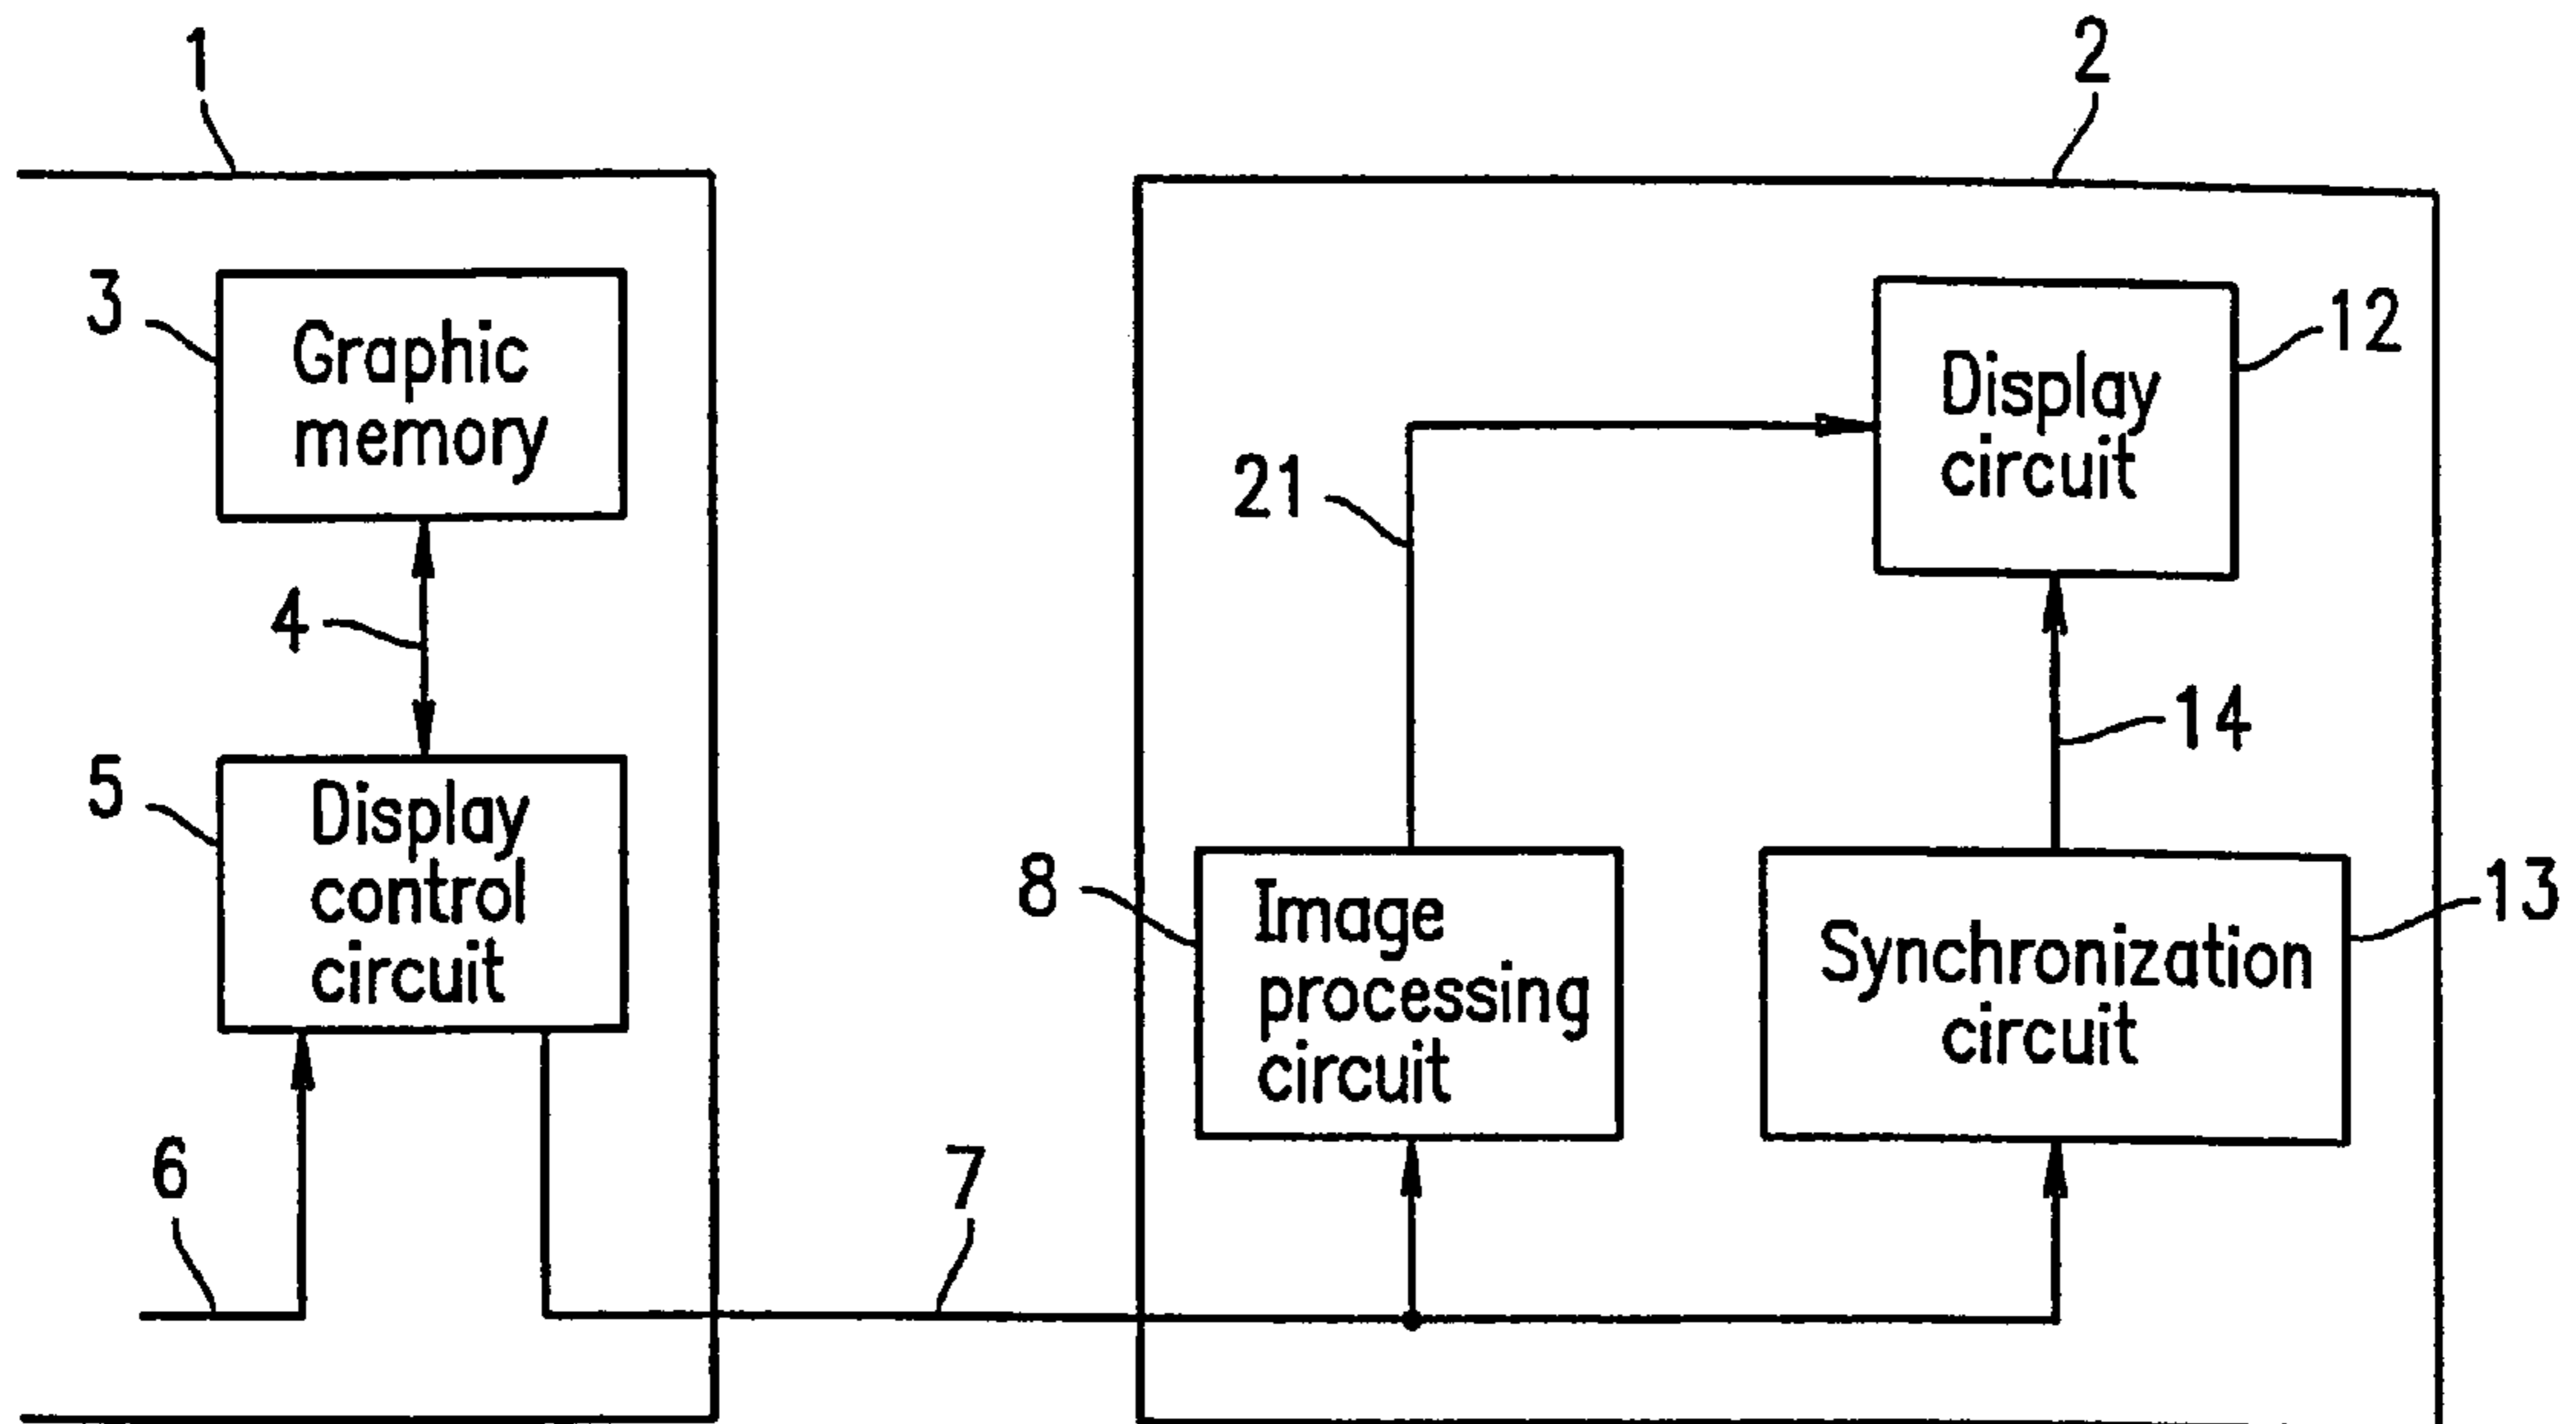 1
2
3
Graphic
memory
4
5
Display
control
circuit
6
7
21
Display
circuit
12
14
8
Image
processing
circuit
Synchronization
circuit
13